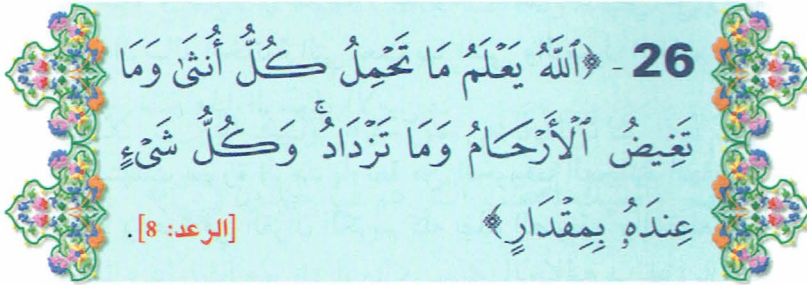 26 - ﴿ٱللَّهُ يَعْلَمُ مَا تَحْمِلُ كُلُّ أُنثَىٰ وَمَا
تَغِيضُ ٱلْأَرْحَامُ وَمَا تَزْدَادُ ۚ وَكُلُّ شَىْءٍ
عِندَهُۥ بِمِقْدَارٍ﴾ [الرعد: 8].